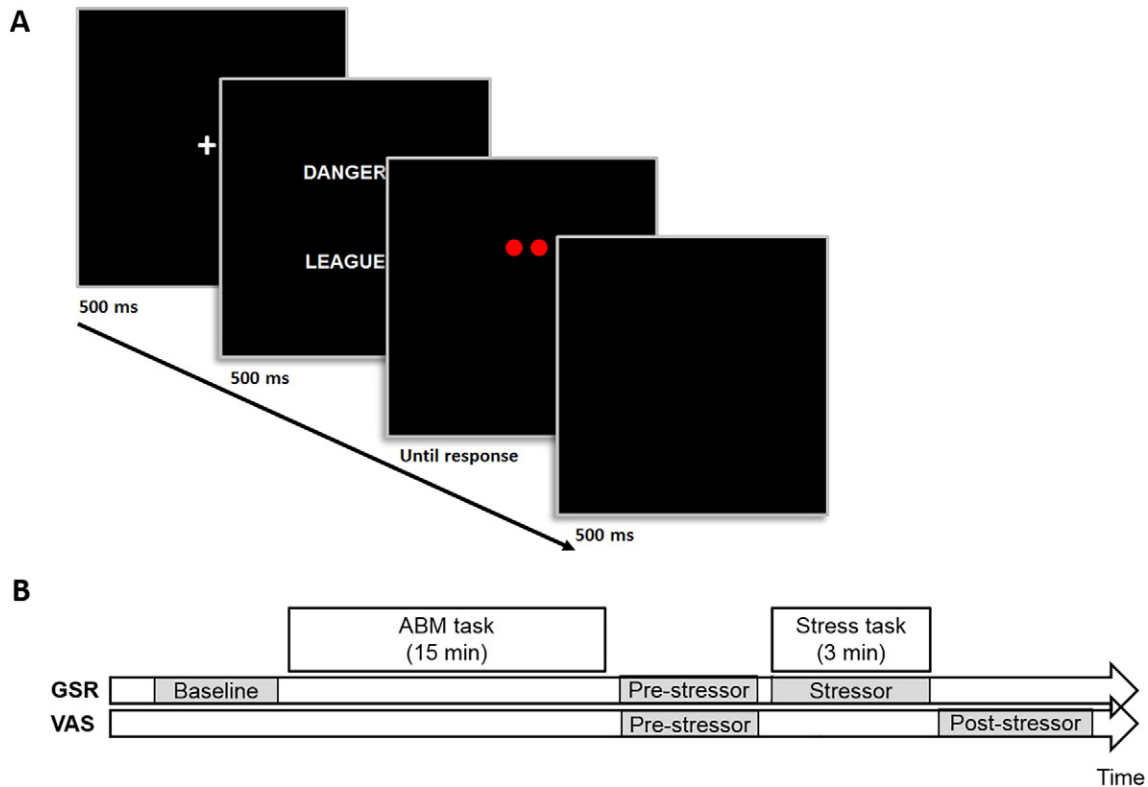 A
+
DANGER
LEAGUE
500 ms
500 ms
Until response
500 ms
B
ABM task
(15 min)
Stress task
(3 min)
GSR Baseline Pre-stressor Stressor
VAS Pre-stressor Post-stressor
Time